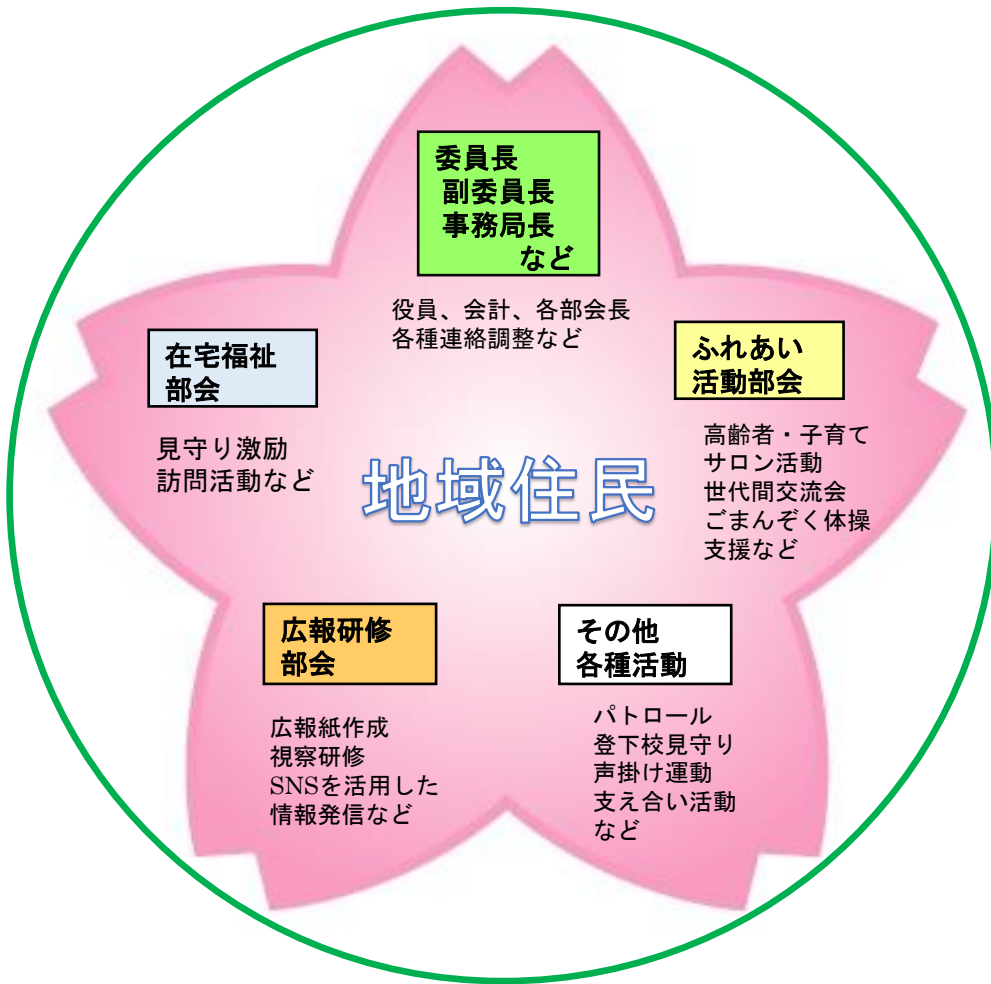 委員長
副委員長
事務局長
など
役員、会計、各部会長
各種連絡調整など
在宅福祉
部会
見守り激励
訪問活動など
ふれあい
活動部会
高齢者・子育て
サロン活動
世代間交流会
ごまんぞく体操
支援など
地域住民
広報研修
部会
広報紙作成
視察研修
SNSを活用した
情報発信など
その他
各種活動
パトロール
登下校見守り
声掛け運動
支え合い活動
など